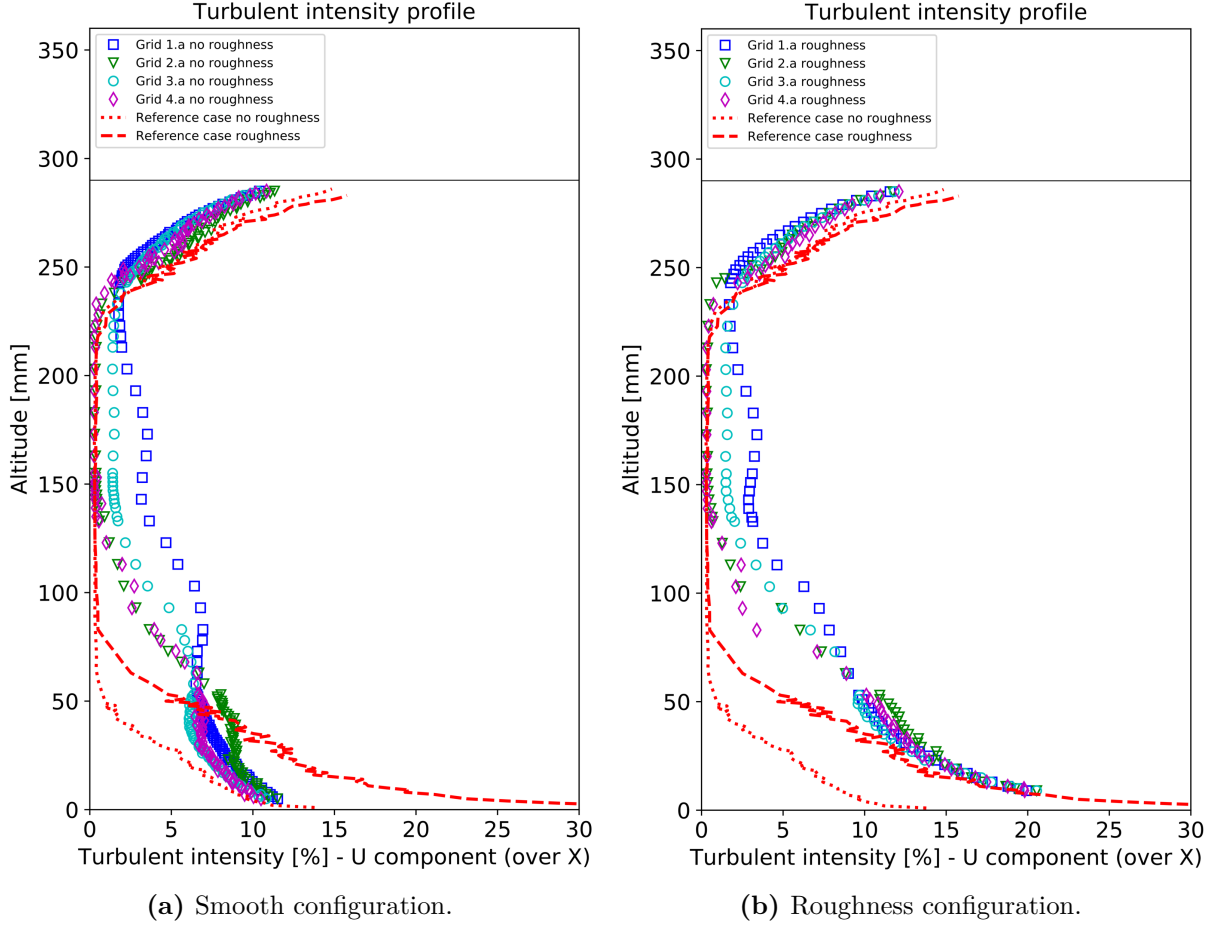 Turbulent intensity profile
Grid 1.a no roughness
Grid 2.a no roughness
Grid 3.a no roughness
Grid 4.a no roughness
Reference case no roughness
Reference case roughness
350
300
250
200
150
100
50
0
Altitude [mm]
0 5 10 15 20 25 30
Turbulent intensity [%] - U component (over X)
(a) Smooth configuration.
Turbulent intensity profile
Grid 1.a roughness
Grid 2.a roughness
Grid 3.a roughness
Grid 4.a roughness
Reference case no roughness
Reference case roughness
350
300
250
200
150
100
50
0
Altitude [mm]
0 5 10 15 20 25 30
Turbulent intensity [%] - U component (over X)
(b) Roughness configuration.